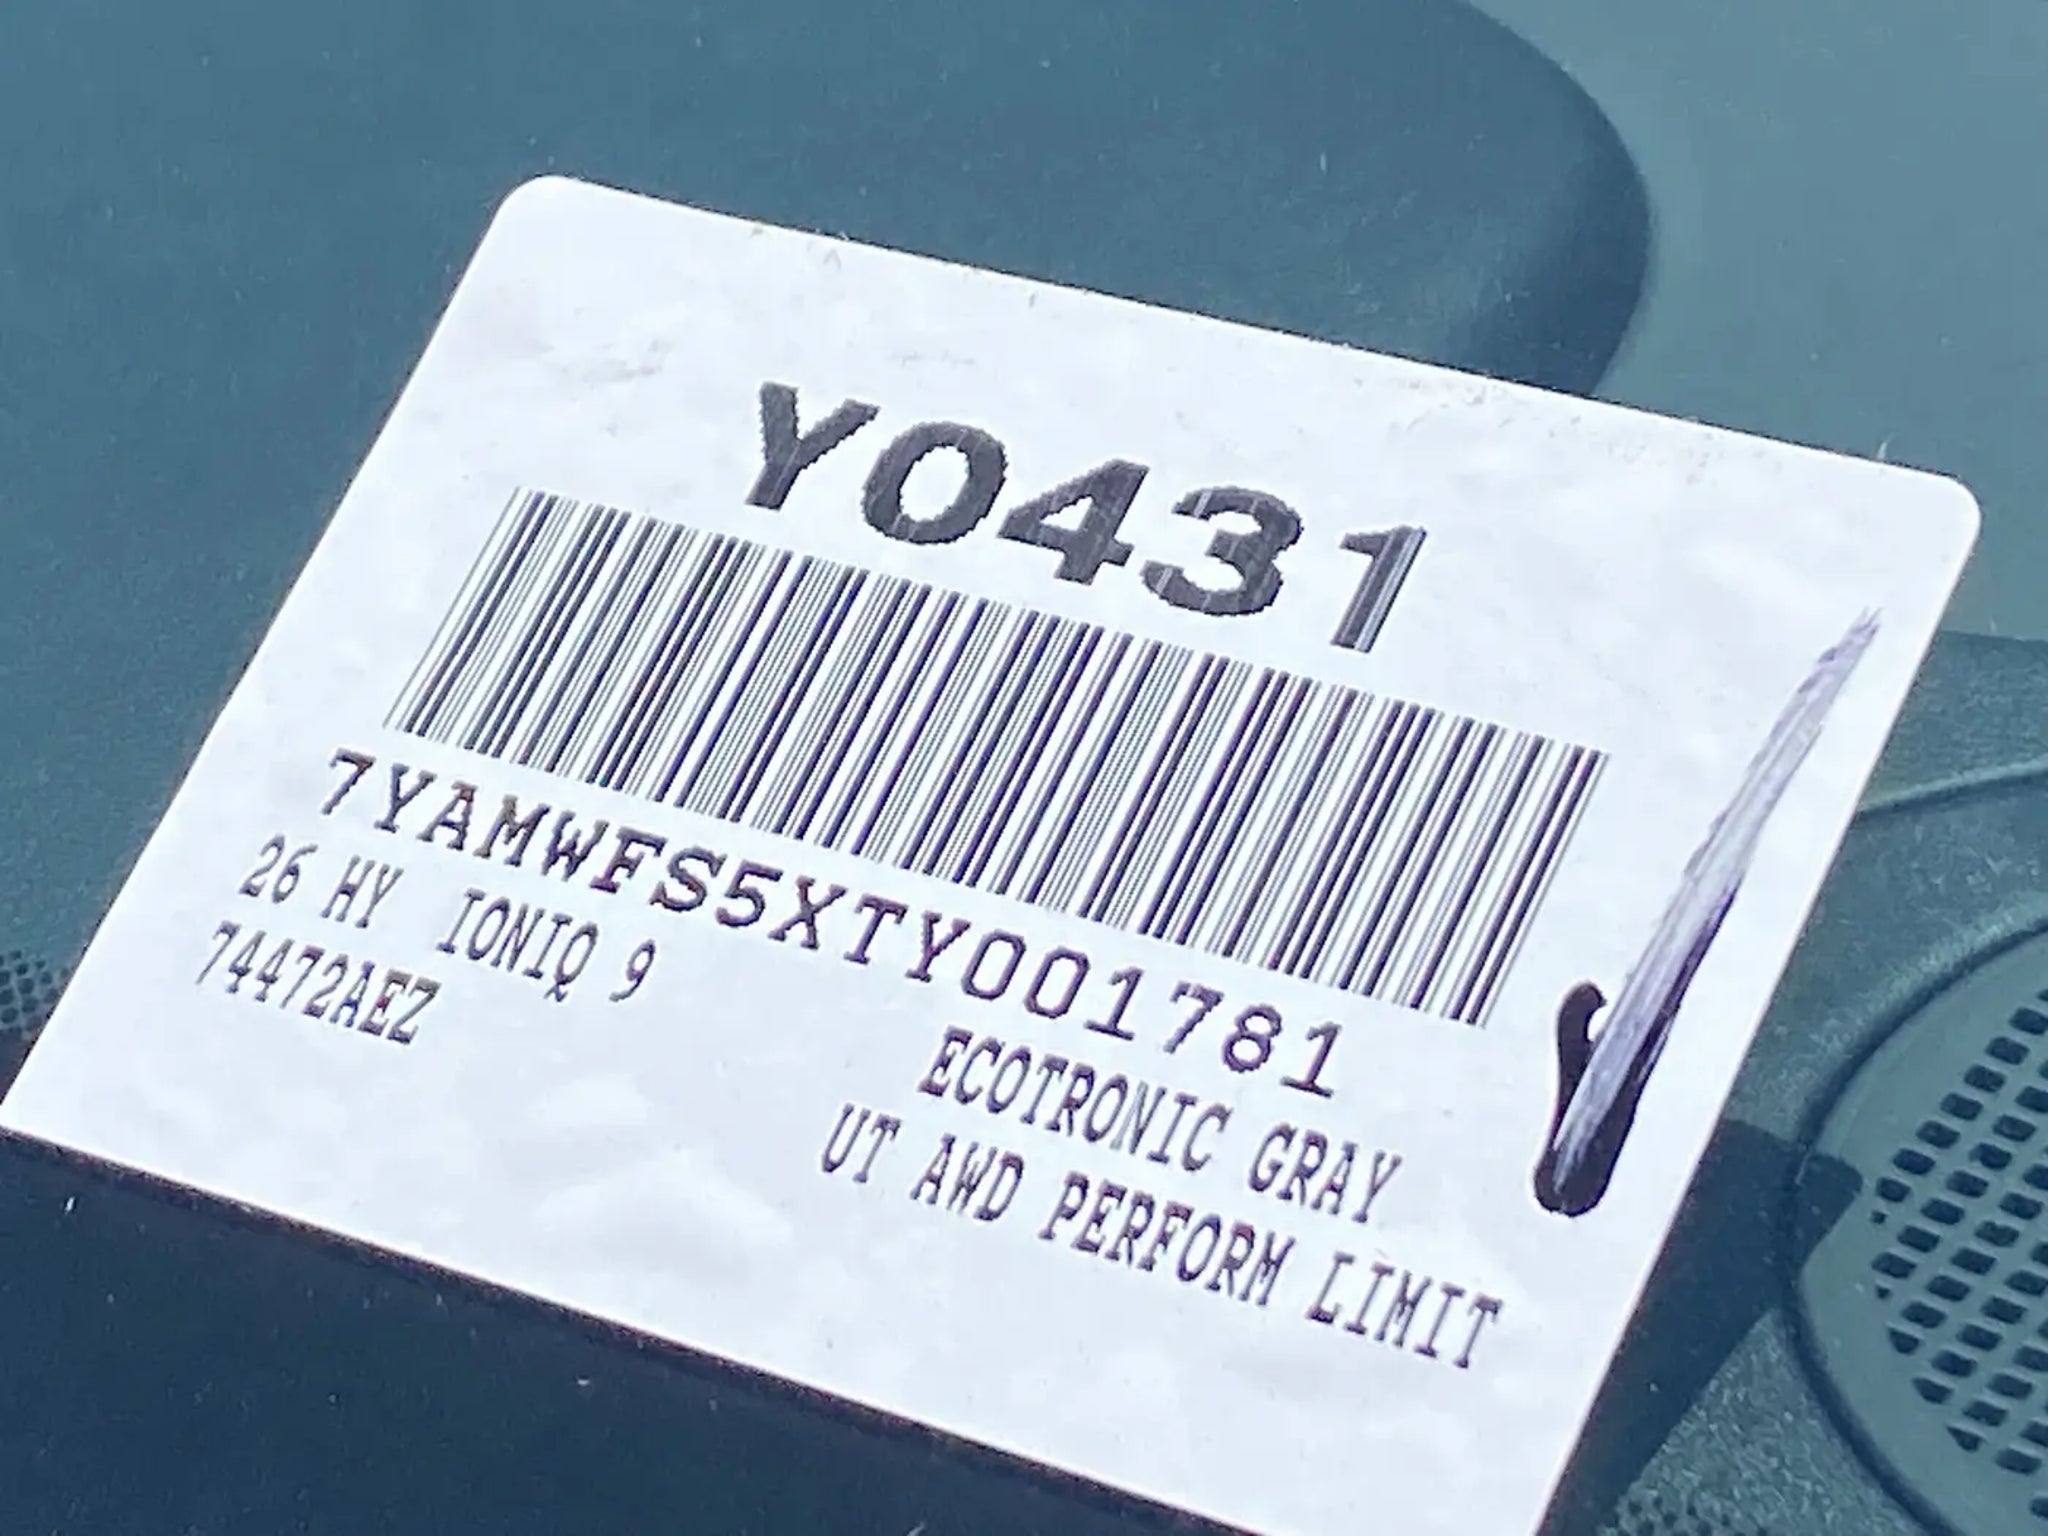 Y0431
7YAMWFS5XTY001781
26 HY IONIQ 9
ECOTRONIC GRAY
74472AEZ
UT AWD PERFORM LIMIT